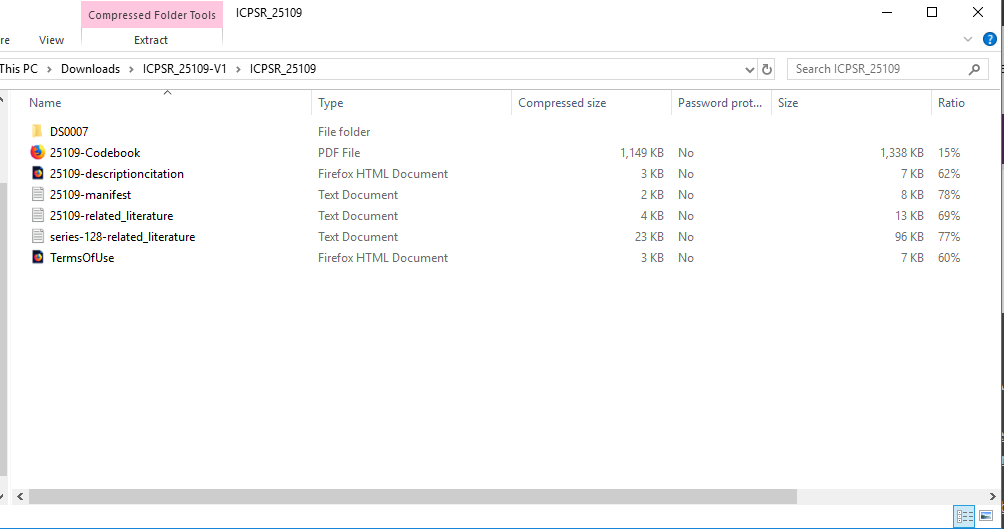 Compressed Folder Tools ICPSR_25109
re View Extract
This PC > Downloads > ICPSR_25109-V1 > ICPSR_25109 Search ICPSR_25109
Name Type Compressed size Password prot... Size Ratio
DS0007 File folder
25109-Codebook PDF File 1,149 KB No 1,338 KB 15%
25109-descriptioncitation Firefox HTML Document 3 KB No 7 KB 62%
25109-manifest Text Document 2 KB No 8 KB 78%
25109-related_literature Text Document 4 KB No 13 KB 69%
series-128-related_literature Text Document 23 KB No 96 KB 77%
TermsOfUse Firefox HTML Document 3 KB No 7 KB 60%